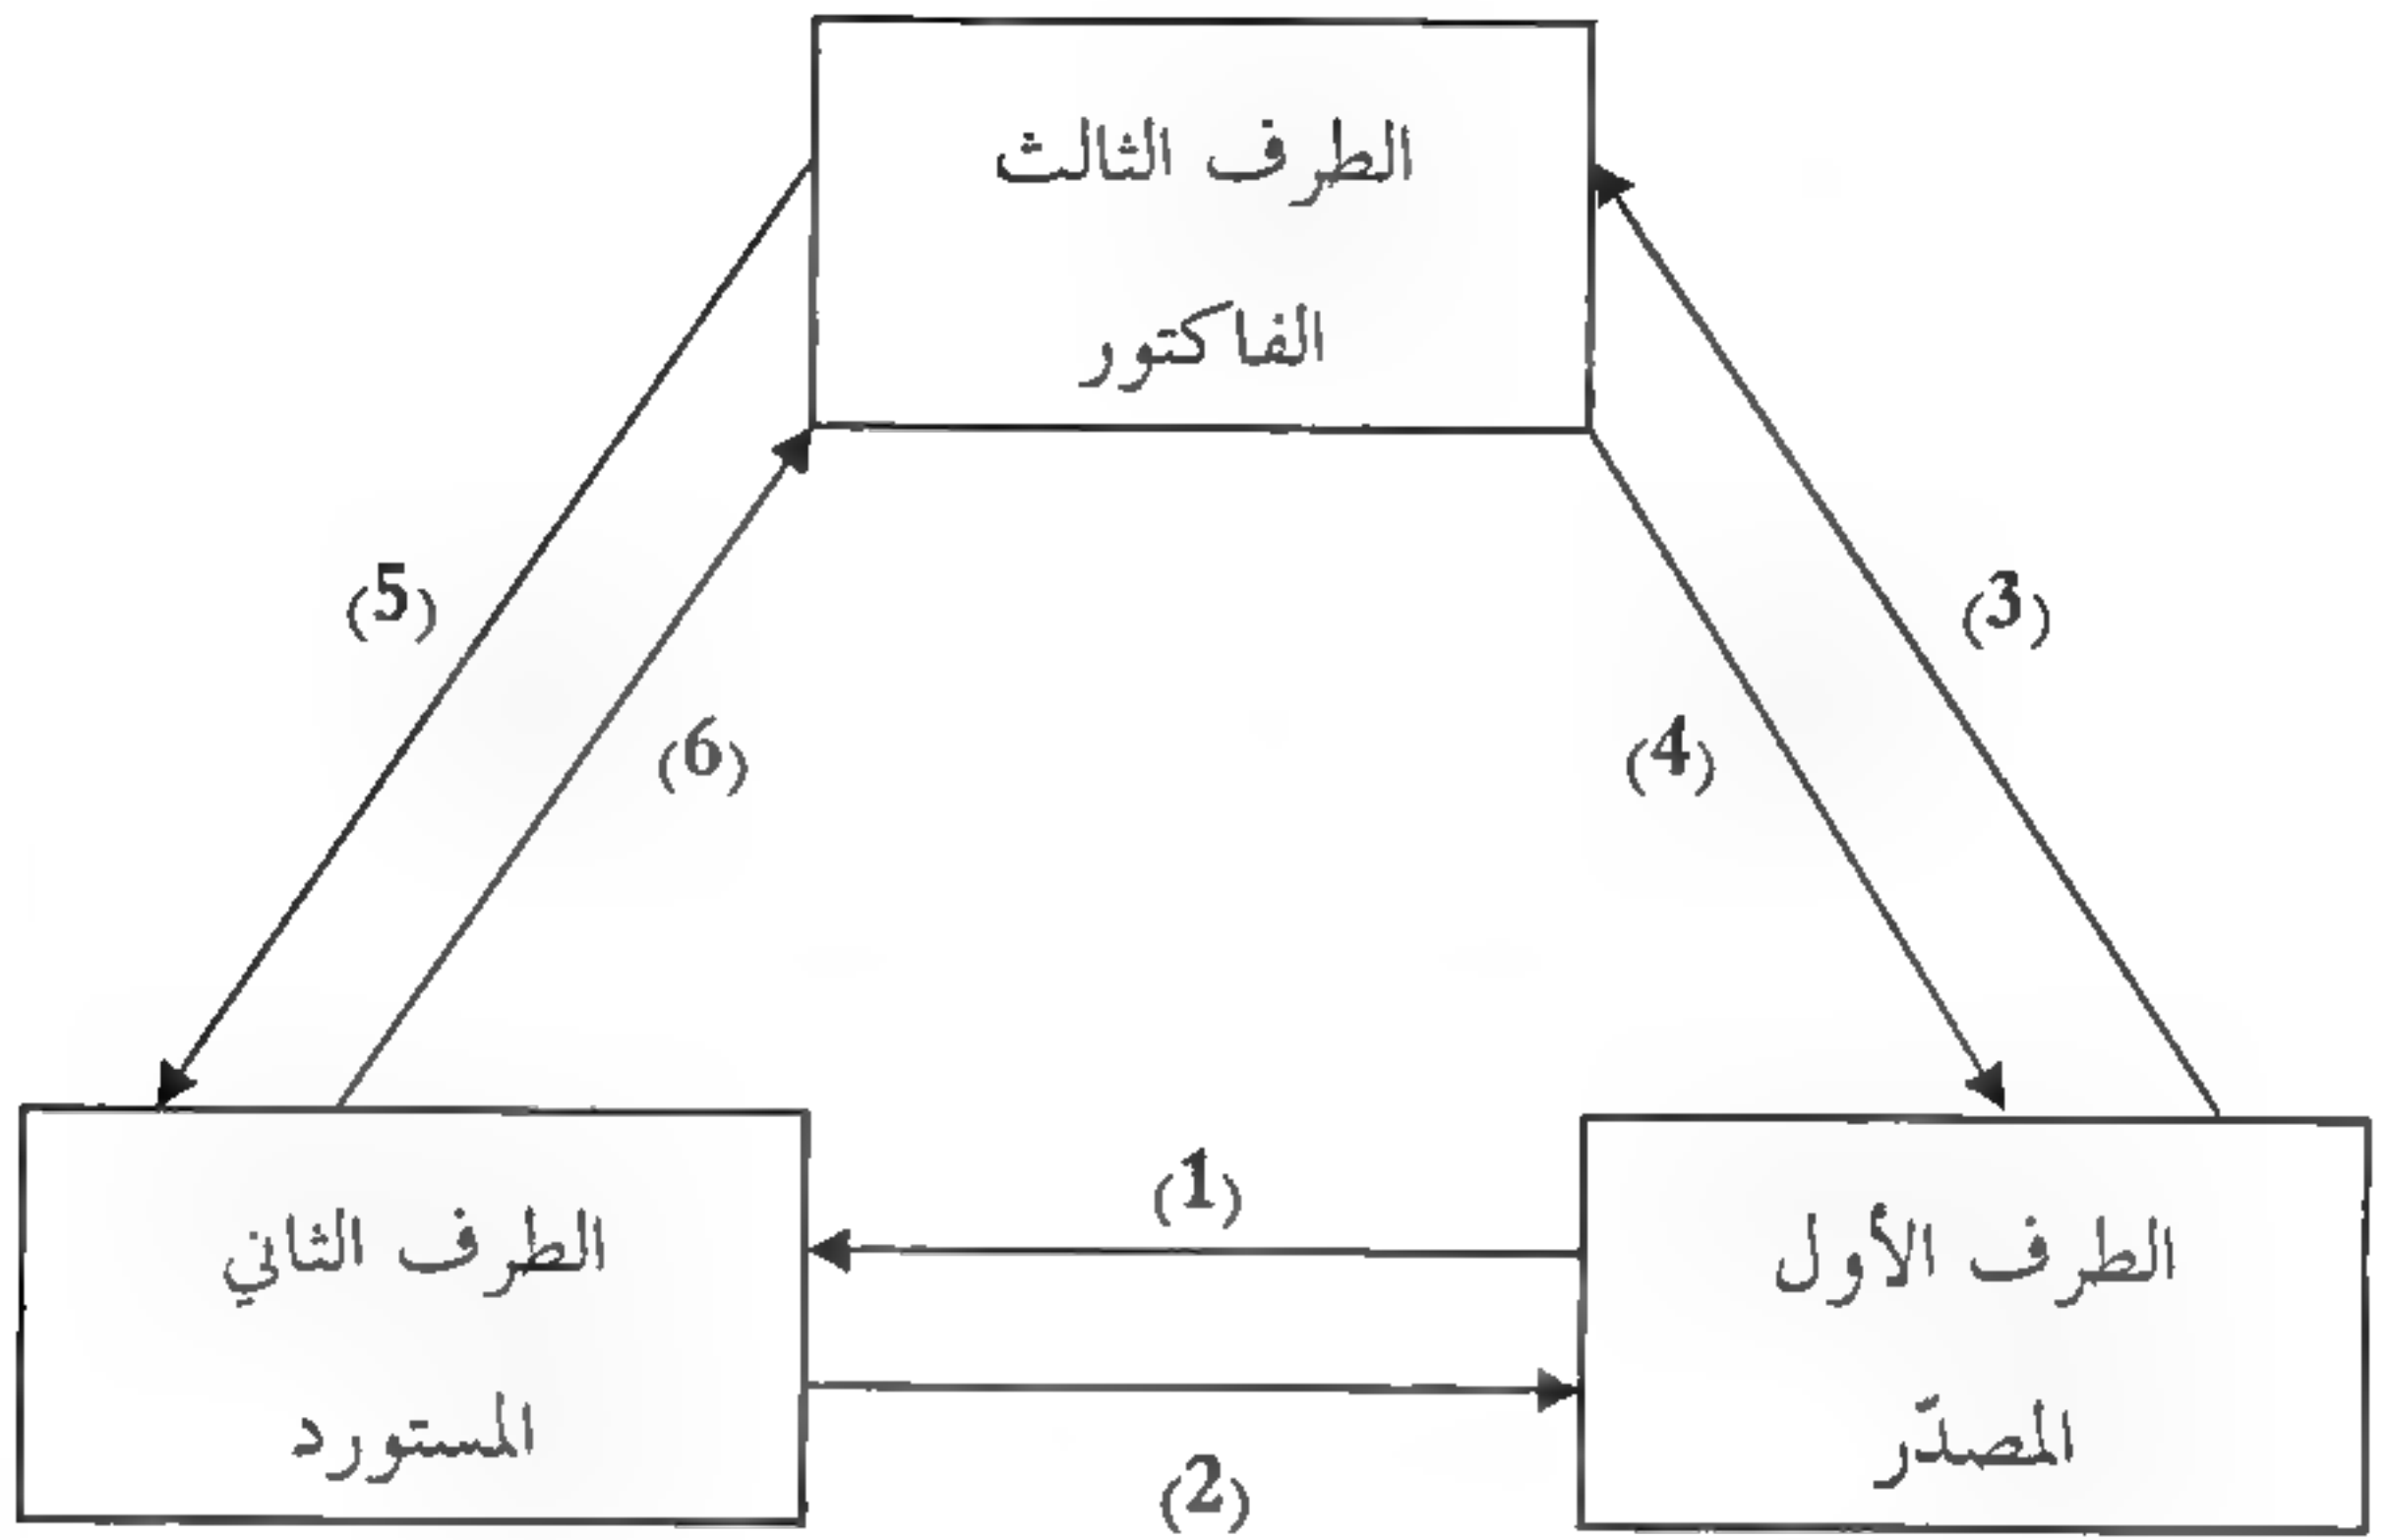 الطرف الثالث
الفاكتور
(5)
(3)
(6)
(4)
(1)
الطرف الثاني
المستورد
الطرف الأول
المصدّر
(2)